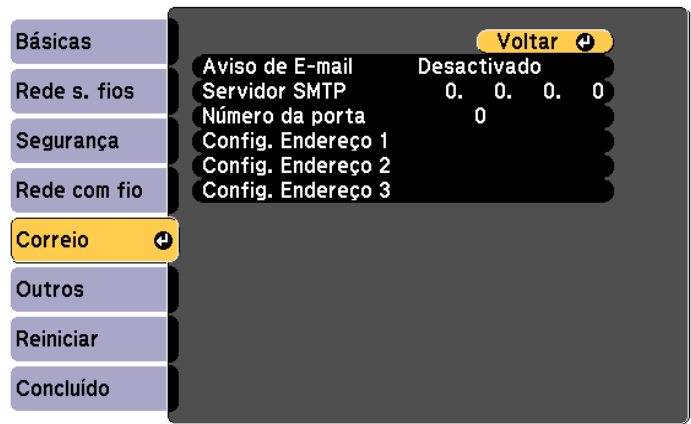 Básicas
Rede s. fios
Segurança
Rede com fio
Correio
Outros
Reiniciar
Concluído
Voltar
Aviso de E-mail Desactivado
Servidor SMTP 0. 0. 0. 0
Número da porta 0
Config. Endereço 1
Config. Endereço 2
Config. Endereço 3